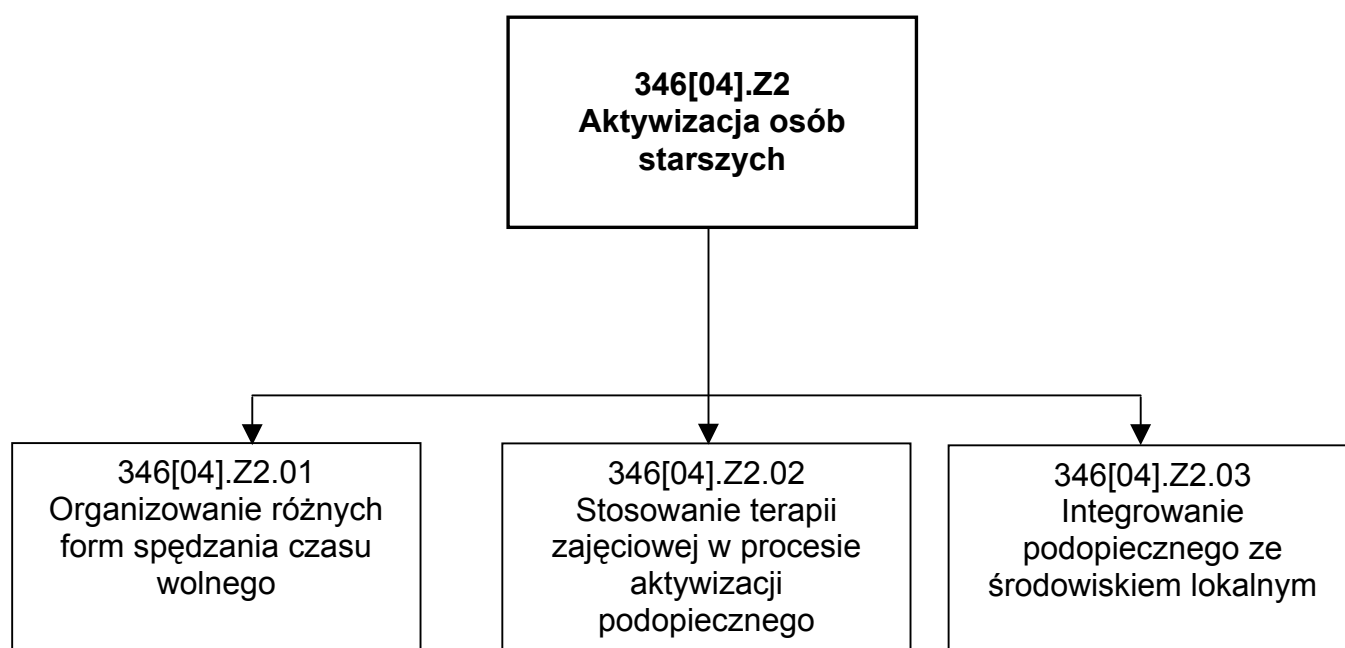 346[04].Z2
Aktywizacja osób
starszych
346[04].Z2.01
Organizowanie różnych
form spędzania czasu
wolnego
346[04].Z2.02
Stosowanie terapii
zajęciowej w procesie
aktywizacji
podopiecznego
346[04].Z2.03
Integrowanie
podopiecznego ze
środowiskiem lokalnym